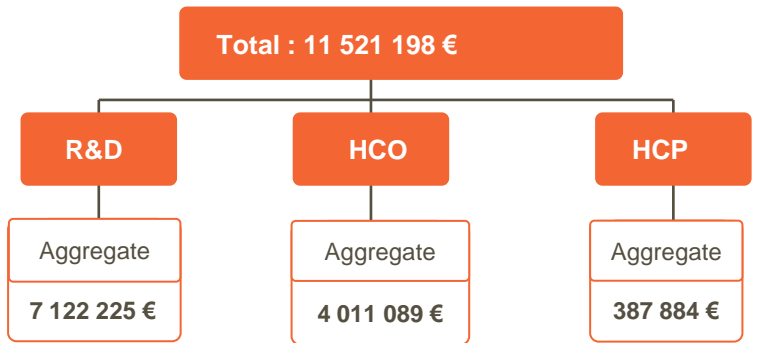 Total : 11 521 198 €
R&D
HCO
HCP
Aggregate
Aggregate
Aggregate
7 122 225 €
4 011 089 €
387 884 €